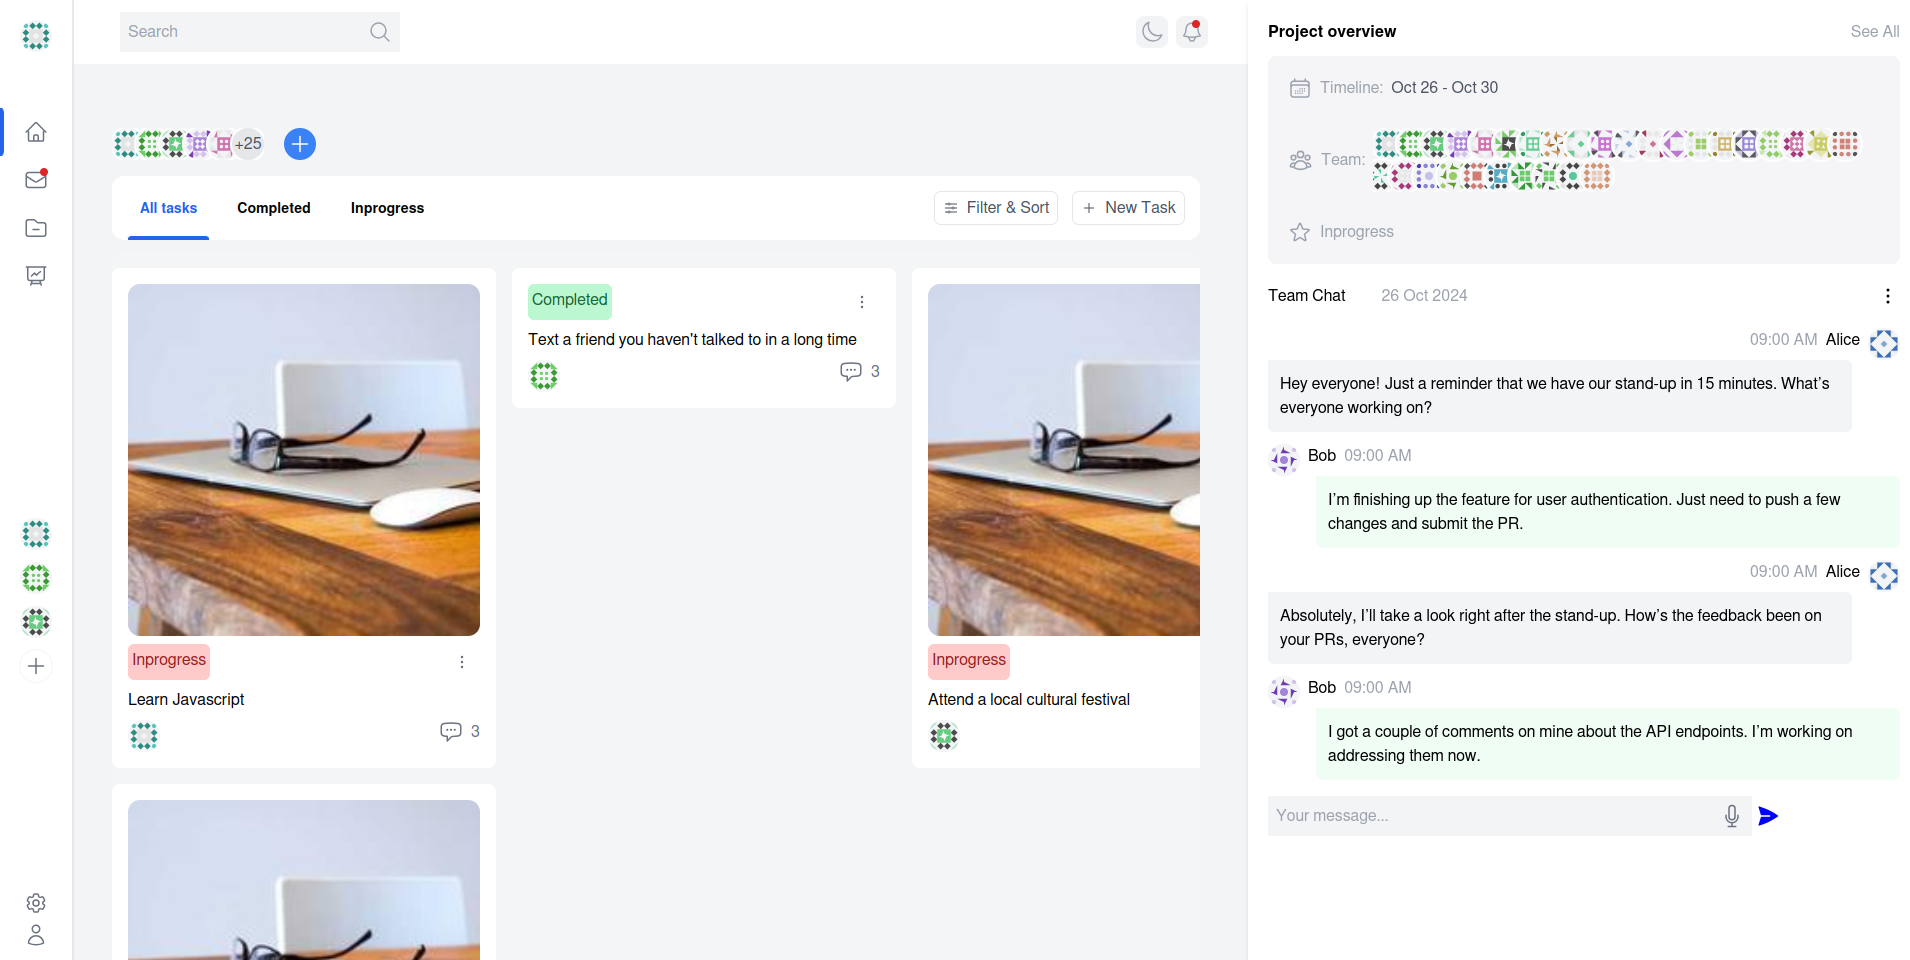 Search
+25
All tasks
Completed
Inprogress
Filter & Sort
New Task
Inprogress
Learn Javascript
3
Completed
Text a friend you haven't talked to in a long time
3
Inprogress
Attend a local cultural festival
Project overview
See All
Timeline: Oct 26 - Oct 30
Team:
Inprogress
Team Chat
26 Oct 2024
09:00 AM Alice
Hey everyone! Just a reminder that we have our stand-up in 15 minutes. What’s
everyone working on?
Bob 09:00 AM
I’m finishing up the feature for user authentication. Just need to push a few
changes and submit the PR.
09:00 AM Alice
Absolutely, I’ll take a look right after the stand-up. How’s the feedback been on
your PRs, everyone?
Bob 09:00 AM
I got a couple of comments on mine about the API endpoints. I’m working on
addressing them now.
Your message...